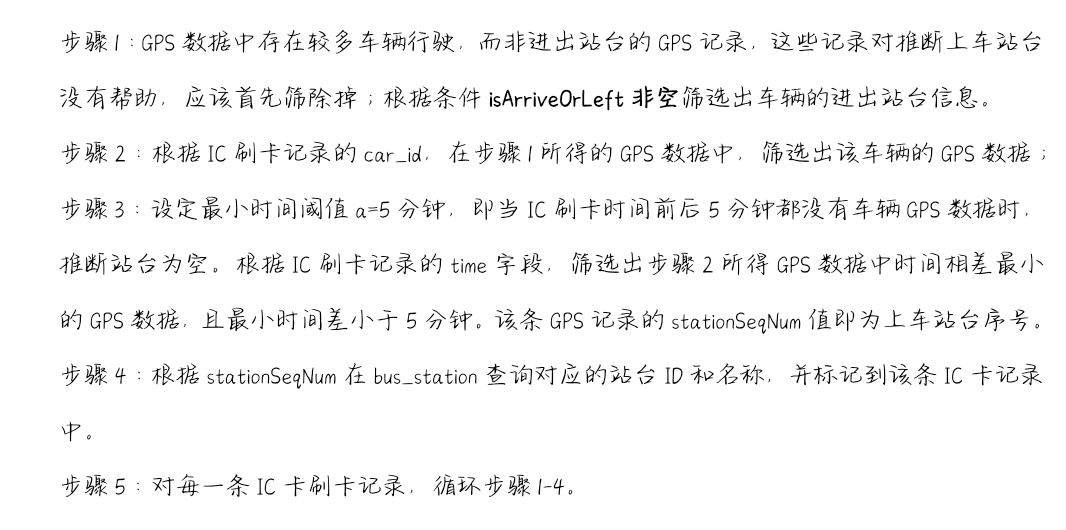 步骤1：GPS 数据中存在较多车辆行驶，而非进出站台的 GPS 记录，这些记录对推断上车站台
没有帮助，应该首先筛除掉；根据条件 isArriveOrLeft 非空筛选出车辆的进出站台信息。
步骤2：根据 IC 刷卡记录的 car_id，在步骤1所得的 GPS 数据中，筛选出该车辆的 GPS 数据；
步骤3：设定最小时间阈值 a=5 分钟，即当 IC 刷卡时间前后 5 分钟都没有车辆 GPS 数据时，
推断站台为空。根据 IC 刷卡记录的 time 字段，筛选出步骤 2 所得 GPS 数据中时间相差最小
的 GPS 数据，且最小时间差小于 5 分钟。该条 GPS 记录的 stationSeqNum 值即为上车站台序号。
步骤4：根据 stationSeqNum 在 bus_station 查询对应的站台 ID 和名称，并标记到该条 IC 卡记录
中。
步骤5：对每一条 IC 卡刷卡记录，循环步骤1-4。